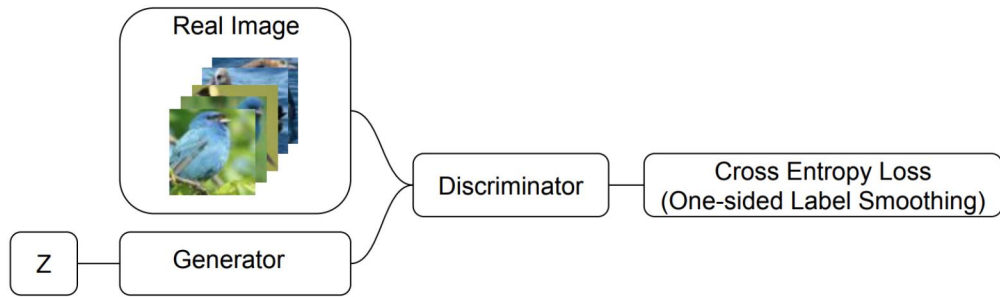 Real Image
Discriminator
Cross Entropy Loss
(One-sided Label Smoothing)
Z
Generator